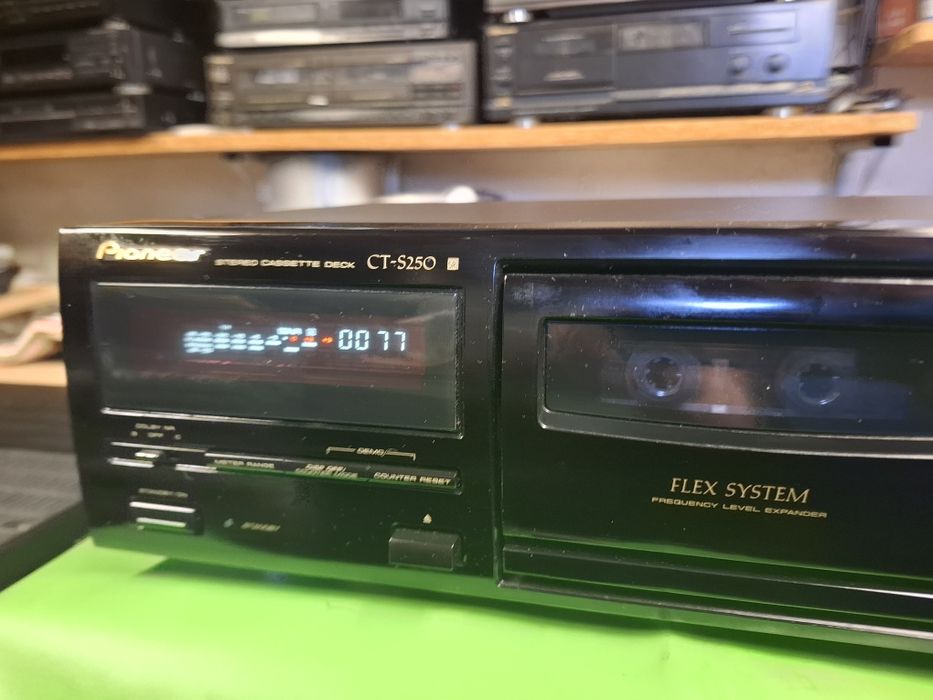 Pioneer STEREO CASSETTE DECK CT-S250
0077
DOLBY NR
OFF C
DEMO
METER RANGE
COUNTER RESET
STANDBY
FLEX SYSTEM
FREQUENCY LEVEL EXPANDER